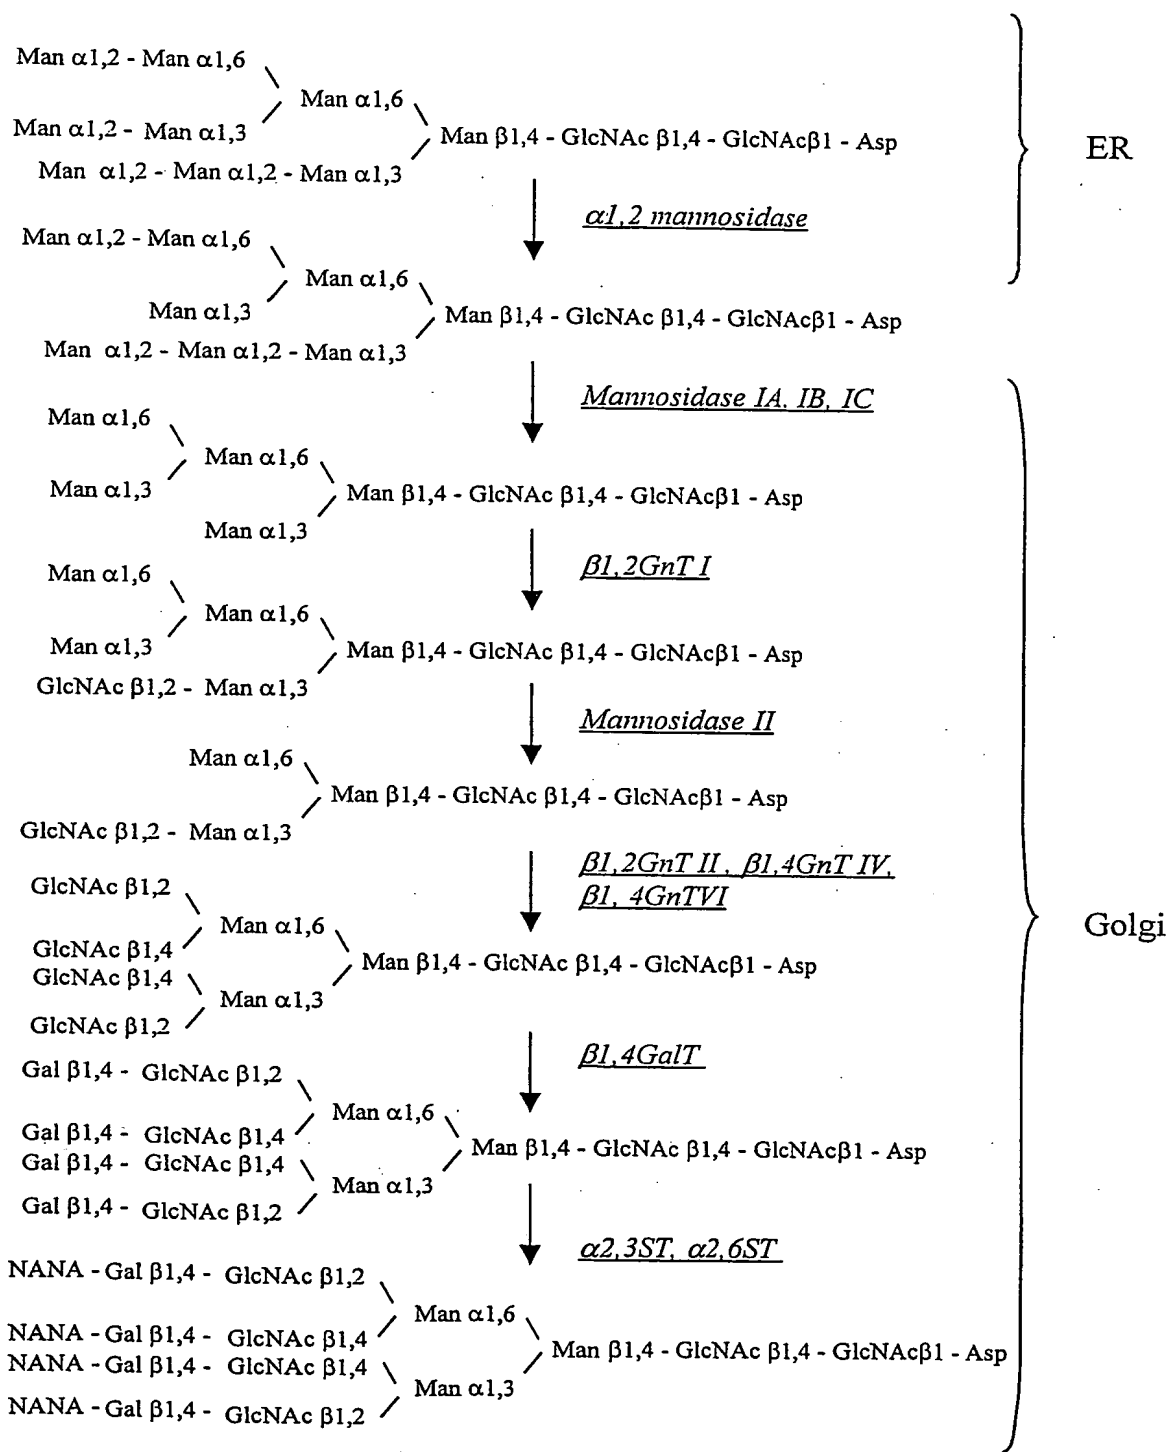 Man α1,2 - Man α1,6
Man α1,6
Man α1,2 - Man α1,3
Man β1,4 - GlcNAc β1,4 - GlcNAcβ1 - Asp
Man α1,2 - Man α1,2 - Man α1,3
ER
α1,2 mannosidase
Man α1,2 - Man α1,6
Man α1,6
Man α1,3
Man β1,4 - GlcNAc β1,4 - GlcNAcβ1 - Asp
Man α1,2 - Man α1,2 - Man α1,3
Mannosidase IA. IB, IC
Man α1,6
Man α1,6
Man α1,3
Man β1,4 - GlcNAc β1,4 - GlcNAcβ1 - Asp
Man α1,3
β1,2GnT I
Man α1,6
Man α1,6
Man α1,3
Man β1,4 - GlcNAc β1,4 - GlcNAcβ1 - Asp
GlcNAc β1,2 - Man α1,3
Mannosidase II
Man α1,6
Man β1,4 - GlcNAc β1,4 - GlcNAcβ1 - Asp
GlcNAc β1,2 - Man α1,3
β1,2GnT II, β1,4GnT IV,
β1, 4GnTVI
GlcNAc β1,2
Man α1,6
GlcNAc β1,4
Man β1,4 - GlcNAc β1,4 - GlcNAcβ1 - Asp
GlcNAc β1,4
Man α1,3
GlcNAc β1,2
Golgi
β1,4GalT
Gal β1,4 - GlcNAc β1,2
Man α1,6
Gal β1,4 - GlcNAc β1,4
Man β1,4 - GlcNAc β1,4 - GlcNAcβ1 - Asp
Gal β1,4 - GlcNAc β1,4
Man α1,3
Gal β1,4 - GlcNAc β1,2
α2,3ST, α2,6ST
NANA - Gal β1,4 - GlcNAc β1,2
Man α1,6
NANA - Gal β1,4 - GlcNAc β1,4
Man β1,4 - GlcNAc β1,4 - GlcNAcβ1 - Asp
NANA - Gal β1,4 - GlcNAc β1,4
Man α1,3
NANA - Gal β1,4 - GlcNAc β1,2